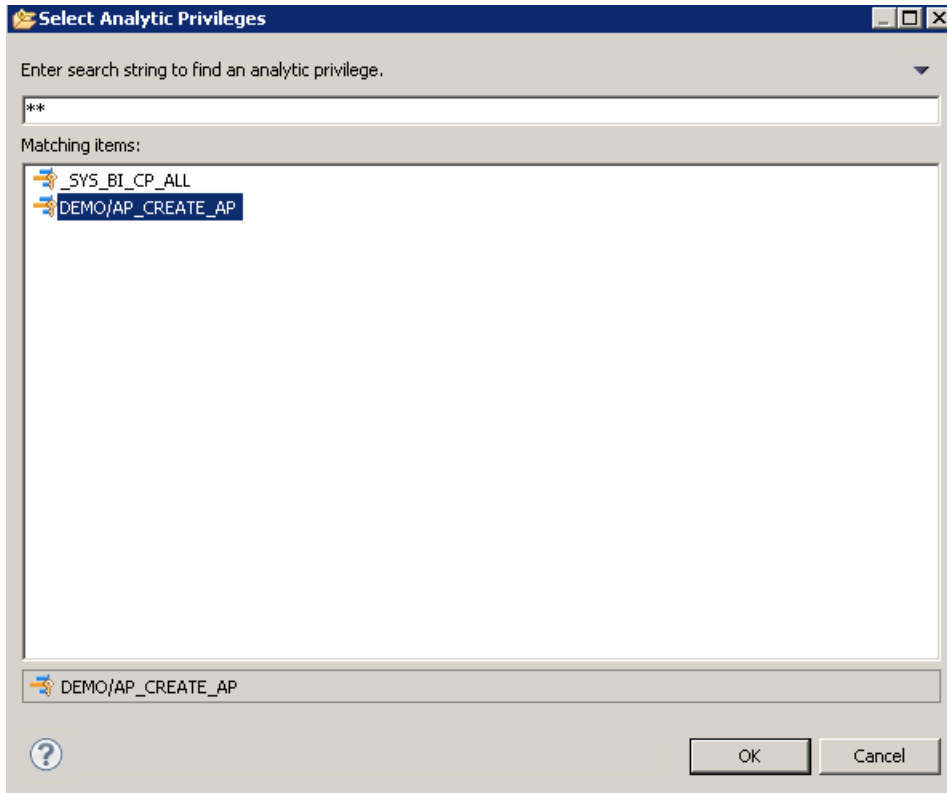 Select Analytic Privileges
Enter search string to find an analytic privilege.
**
Matching items:
_SYS_BI_CP_ALL
DEMO/AP_CREATE_AP
DEMO/AP_CREATE_AP
?
OK Cancel